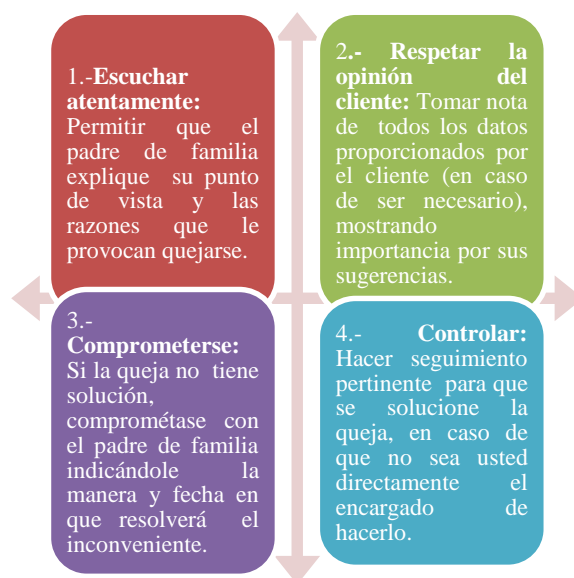 1.-Escuchar
atentamente:
Permitir que el
padre de familia
explique su punto
de vista y las
razones que le
provocan quejarse.
2.- Respetar la
opinión del
cliente: Tomar nota
de todos los datos
proporcionados por
el cliente (en caso
de ser necesario),
mostrando
importancia por sus
sugerencias.
3.-
Comprometerse:
Si la queja no tiene
solución,
comprométase con
el padre de familia
indicándole la
manera y fecha en
que resolverá el
inconveniente.
4.- Controlar:
Hacer seguimiento
pertinente para que
se solucione la
queja, en caso de
que no sea usted
directamente el
encargado de
hacerlo.